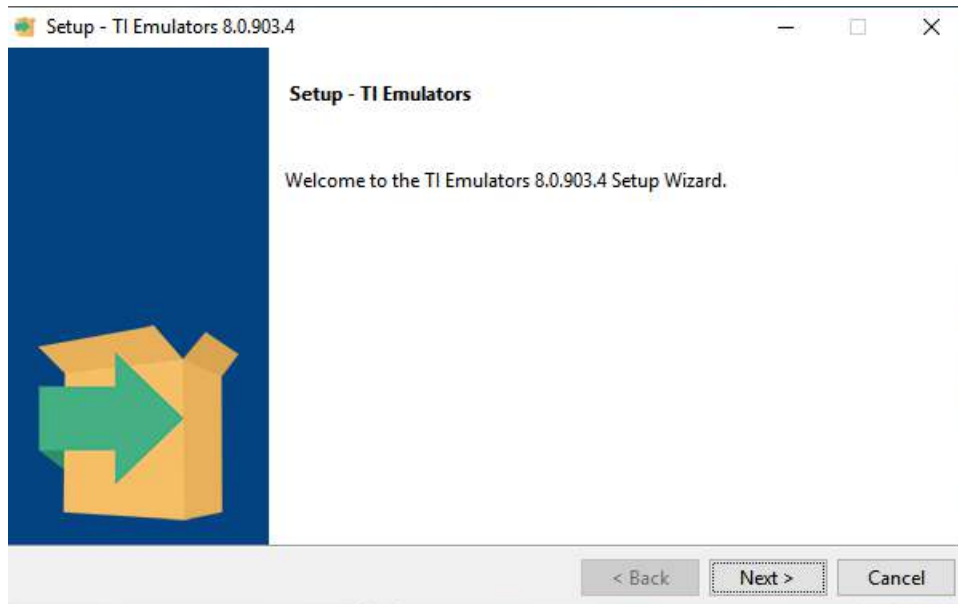 Setup - TI Emulators 8.0.903.4
Setup - TI Emulators
Welcome to the TI Emulators 8.0.903.4 Setup Wizard.
< Back Next > Cancel